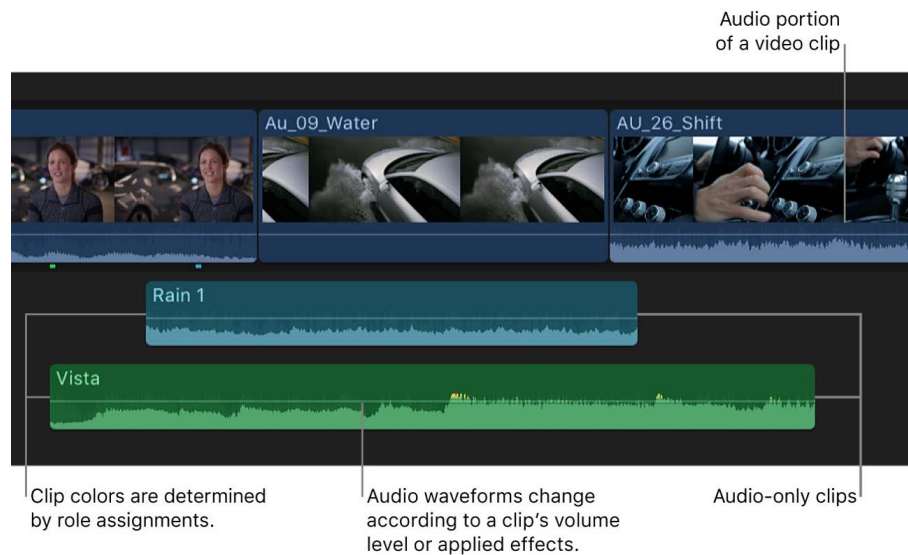 Audio portion
of a video clip
Au_09_Water
AU_26_Shift
Rain 1
Vista
Clip colors are determined
by role assignments.
Audio waveforms change
according to a clip’s volume
level or applied effects.
Audio-only clips